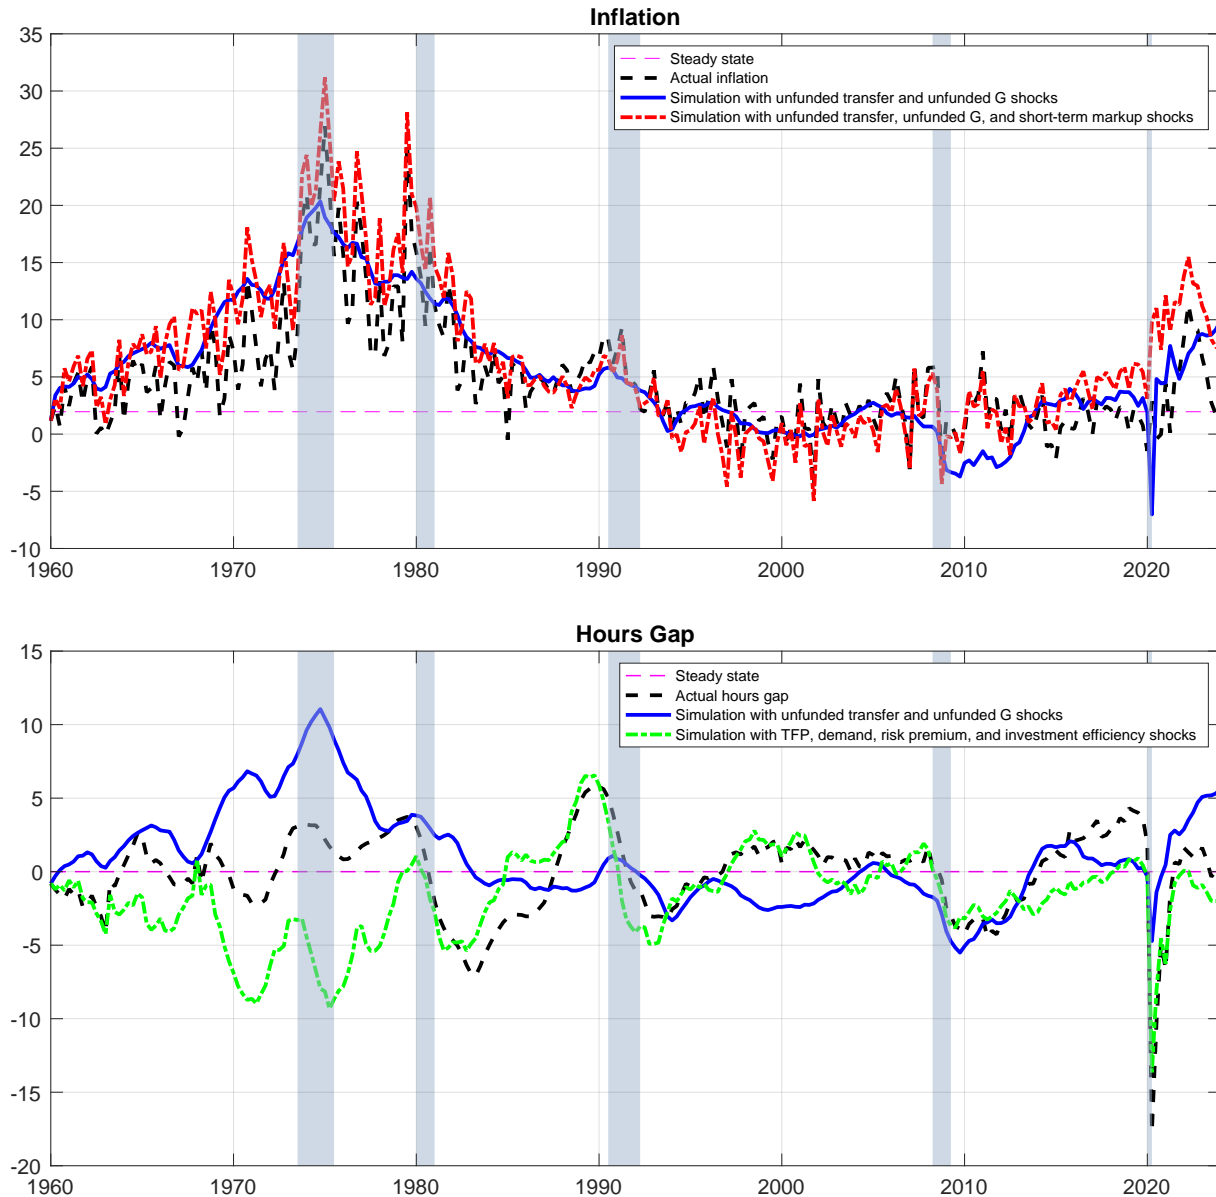 Inflation
35
30
25
20
15
10
5
0
-5
-10
Steady state
Actual inflation
Simulation with unfunded transfer and unfunded G shocks
Simulation with unfunded transfer, unfunded G, and short-term markup shocks
1960 1970 1980 1990 2000 2010 2020
Hours Gap
15
10
5
0
-5
-10
-15
-20
Steady state
Actual hours gap
Simulation with unfunded transfer and unfunded G shocks
Simulation with TFP, demand, risk premium, and investment efficiency shocks
1960 1970 1980 1990 2000 2010 2020